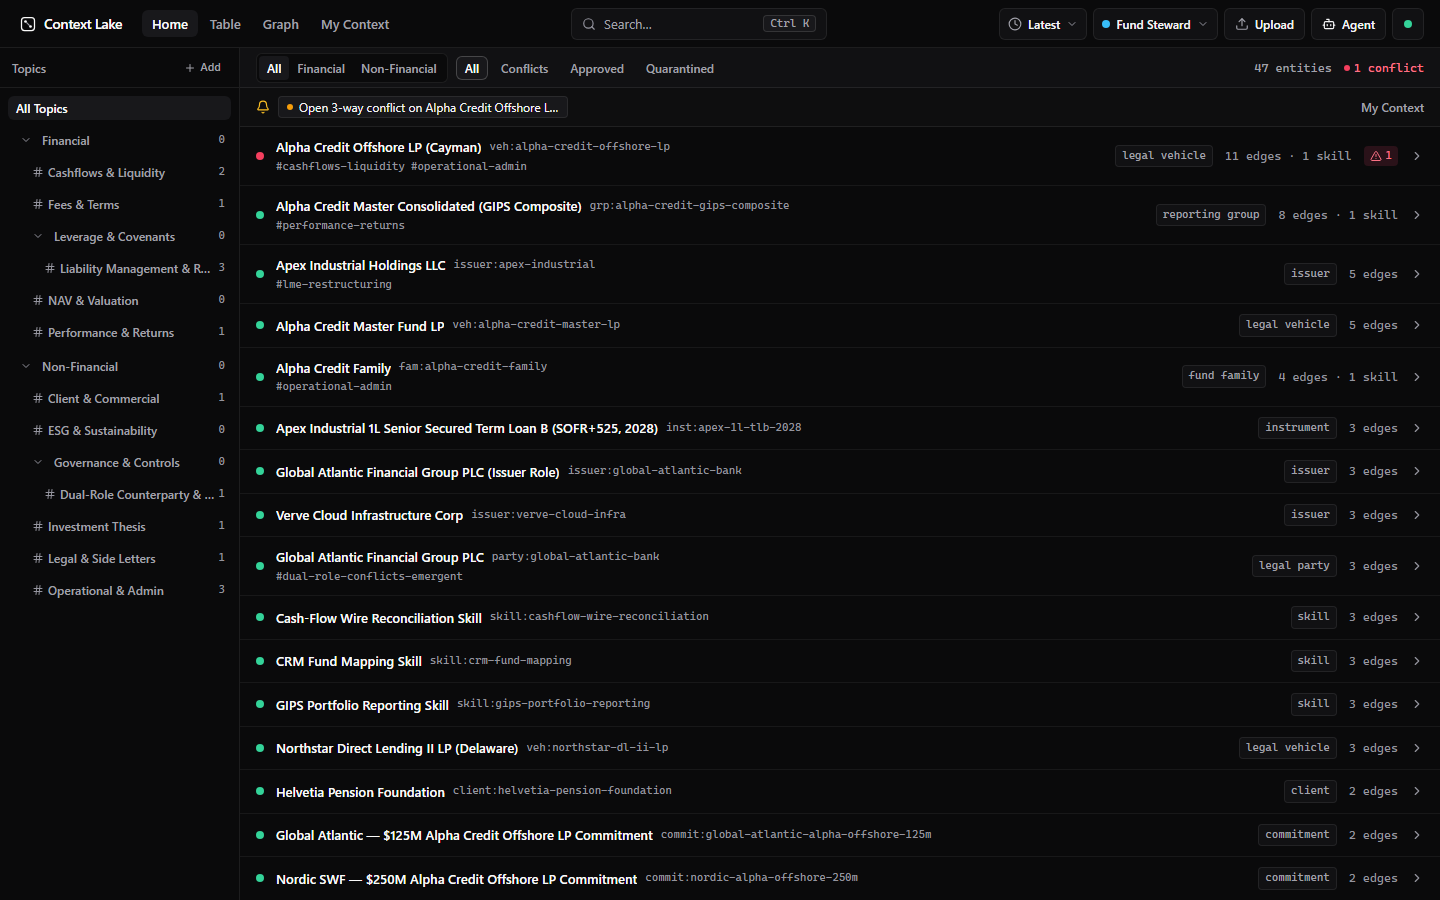 Context Lake Home Table Graph My Context Search... Ctrl K Latest Fund Steward Upload Agent
Topics + Add
All Topics
Financial 0
# Cashflows & Liquidity 2
# Fees & Terms 1
Leverage & Covenants 0
# Liability Management & R... 3
# NAV & Valuation 0
# Performance & Returns 1
Non-Financial 0
# Client & Commercial 1
# ESG & Sustainability 0
Governance & Controls 0
# Dual-Role Counterparty & ... 1
# Investment Thesis 1
# Legal & Side Letters 1
# Operational & Admin 3
All Financial Non-Financial All Conflicts Approved Quarantined 47 entities 1 conflict
Open 3-way conflict on Alpha Credit Offshore L... My Context
Alpha Credit Offshore LP (Cayman) veh:alpha-credit-offshore-lp
#cashflows-liquidity #operational-admin
legal vehicle 11 edges · 1 skill 1
Alpha Credit Master Consolidated (GIPS Composite) grp:alpha-credit-gips-composite
#performance-returns
reporting group 8 edges · 1 skill
Apex Industrial Holdings LLC issuer:apex-industrial
#lme-restructuring
issuer 5 edges
Alpha Credit Master Fund LP veh:alpha-credit-master-lp legal vehicle 5 edges
Alpha Credit Family fam:alpha-credit-family
#operational-admin
fund family 4 edges · 1 skill
Apex Industrial 1L Senior Secured Term Loan B (SOFR+525, 2028) inst:apex-1l-tlb-2028 instrument 3 edges
Global Atlantic Financial Group PLC (Issuer Role) issuer:global-atlantic-bank issuer 3 edges
Verve Cloud Infrastructure Corp issuer:verve-cloud-infra issuer 3 edges
Global Atlantic Financial Group PLC party:global-atlantic-bank
#dual-role-conflicts-emergent
legal party 3 edges
Cash-Flow Wire Reconciliation Skill skill:cashflow-wire-reconciliation skill 3 edges
CRM Fund Mapping Skill skill:crm-fund-mapping skill 3 edges
GIPS Portfolio Reporting Skill skill:gips-portfolio-reporting skill 3 edges
Northstar Direct Lending II LP (Delaware) veh:northstar-dl-ii-lp legal vehicle 3 edges
Helvetia Pension Foundation client:helvetia-pension-foundation client 2 edges
Global Atlantic — $125M Alpha Credit Offshore LP Commitment commit:global-atlantic-alpha-offshore-125m commitment 2 edges
Nordic SWF — $250M Alpha Credit Offshore LP Commitment commit:nordic-alpha-offshore-250m commitment 2 edges